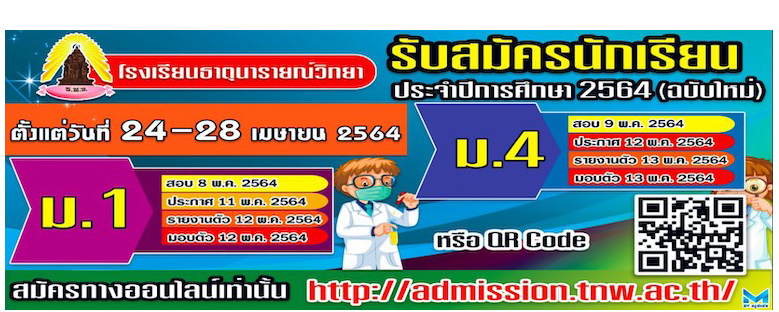 ธ.น.ว.
โรงเรียนธาตุนารายณ์วิทยา
รับสมัครนักเรียน
ประจำปีการศึกษา 2564 (ฉบับใหม่)
ตั้งแต่วันที่ 24-28 เมษายน 2564
ม.1
สอบ 8 พ.ค. 2564
ประกาศ 11 พ.ค. 2564
รายงานตัว 12 พ.ค. 2564
มอบตัว 12 พ.ค. 2564
ม.4
สอบ 9 พ.ค. 2564
ประกาศ 12 พ.ค. 2564
รายงานตัว 13 พ.ค. 2564
มอบตัว 13 พ.ค. 2564
หรือ QR Code
สมัครทางออนไลน์เท่านั้น http://admission.tnw.ac.th/